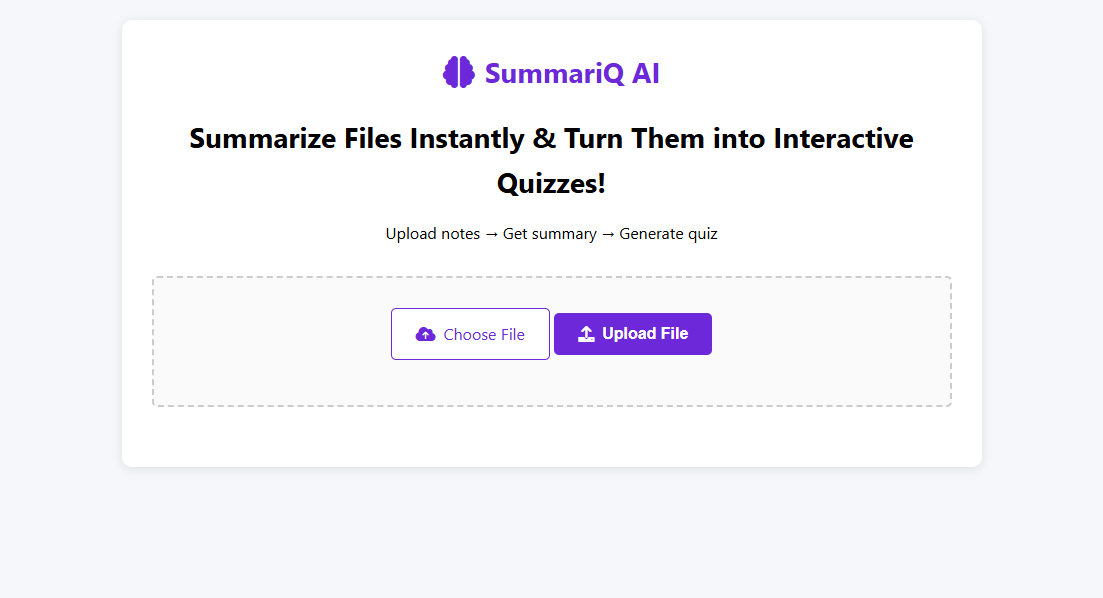 SummariQ AI
Summarize Files Instantly & Turn Them into Interactive
Quizzes!
Upload notes → Get summary → Generate quiz
Choose File
Upload File